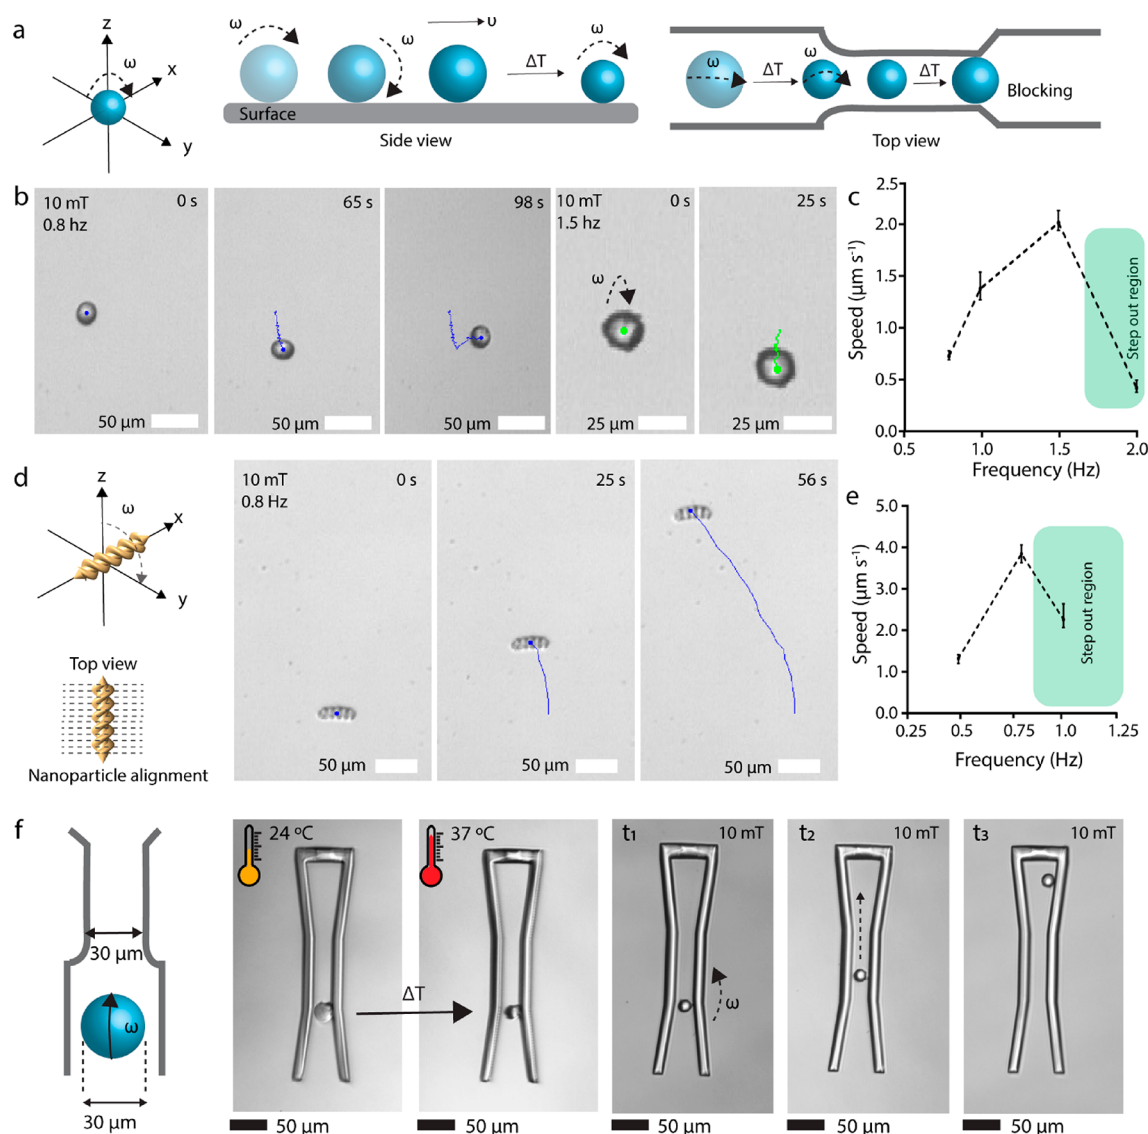 a
z
ω
x
y
ω
ω
υ
ΔT
ω
Surface
Side view
ω
ΔT
ω
ΔT
Blocking
Top view
b
10 mT
0 s
0.8 hz
50 µm
65 s
50 µm
98 s
50 µm
10 mT
0 s
1.5 hz
ω
25 µm
25 s
25 µm
c
Speed (µm s⁻¹)
2.5
2.0
1.5
1.0
0.5
0.0
0.5
1.0
1.5
2.0
Frequency (Hz)
Step out region
d
z
ω
x
y
Top view
Nanoparticle alignment
10 mT
0 s
0.8 Hz
50 µm
25 s
50 µm
56 s
50 µm
e
Speed (µm s⁻¹)
5.0
4.0
3.0
2.0
1.0
0.0
0.25
0.5
0.75
1.0
1.25
Frequency (Hz)
Step out region
f
30 µm
ω
30 µm
24 ºC
50 µm
ΔT
37 ºC
50 µm
t₁
10 mT
ω
50 µm
t₂
10 mT
50 µm
t₃
10 mT
50 µm